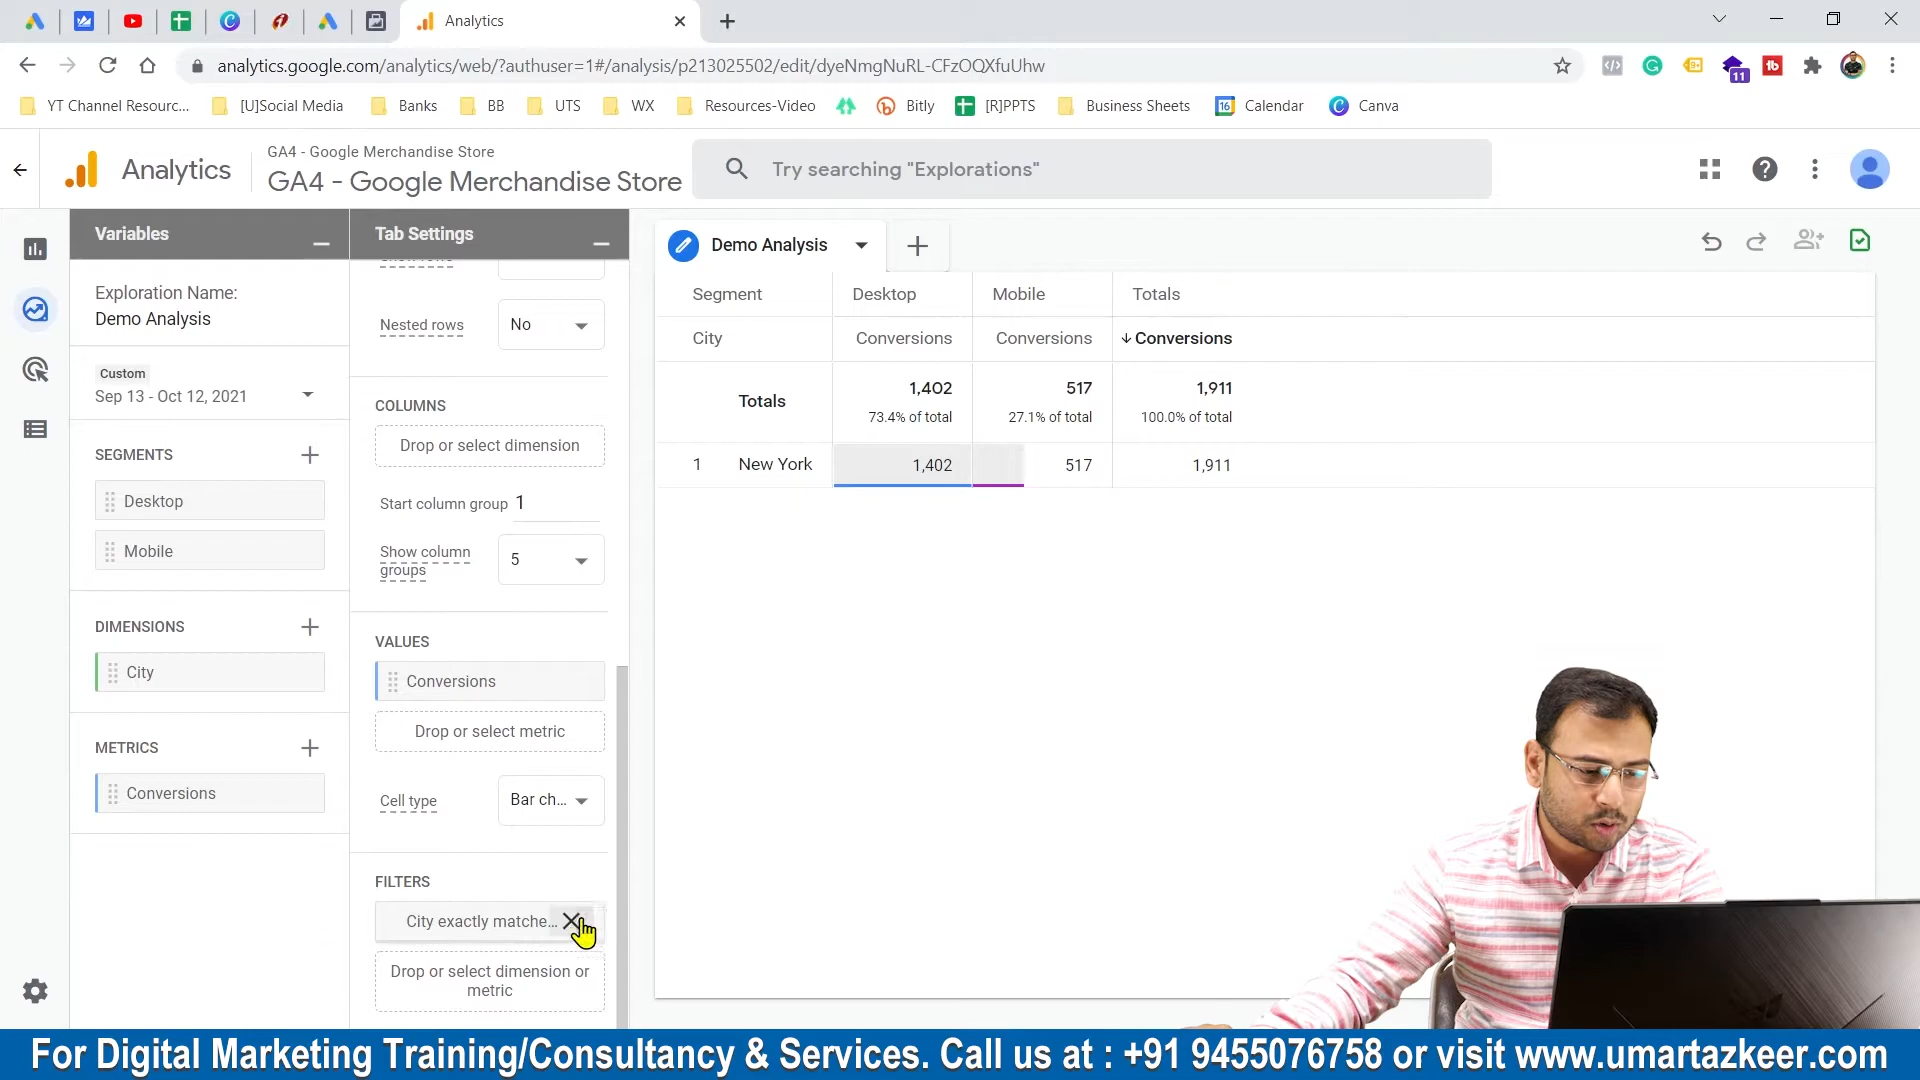 Analytics
analytics.google.com/analytics/web/?authuser=1#/analysis/p213025502/edit/dyeNmgNuRL-CFzOQXfuUhw
11
YT Channel Resourc...
[U]Social Media
Banks
BB
UTS
WX
Resources-Video
Bitly
[R]PPTS
Business Sheets
16
Calendar
Canva
Analytics
GA4 - Google Merchandise Store
GA4 - Google Merchandise Store
Try searching "Explorations"
Variables
Exploration Name:
Demo Analysis
Custom
Sep 13 - Oct 12, 2021
SEGMENTS
Desktop
Mobile
DIMENSIONS
City
METRICS
Conversions
Tab Settings
Nested rows
No
COLUMNS
Drop or select dimension
Start column group
1
Show column
groups
5
VALUES
Conversions
Drop or select metric
Cell type
Bar ch...
FILTERS
City exactly matche...
Drop or select dimension or
metric
Demo Analysis
Segment Desktop Mobile Totals
City Conversions Conversions ↓Conversions
Totals
1,402 517 1,911
73.4% of total 27.1% of total 100.0% of total
1 New York 1,402 517 1,911
For Digital Marketing Training/Consultancy & Services. Call us at : +91 9455076758 or visit www.umartazkeer.com